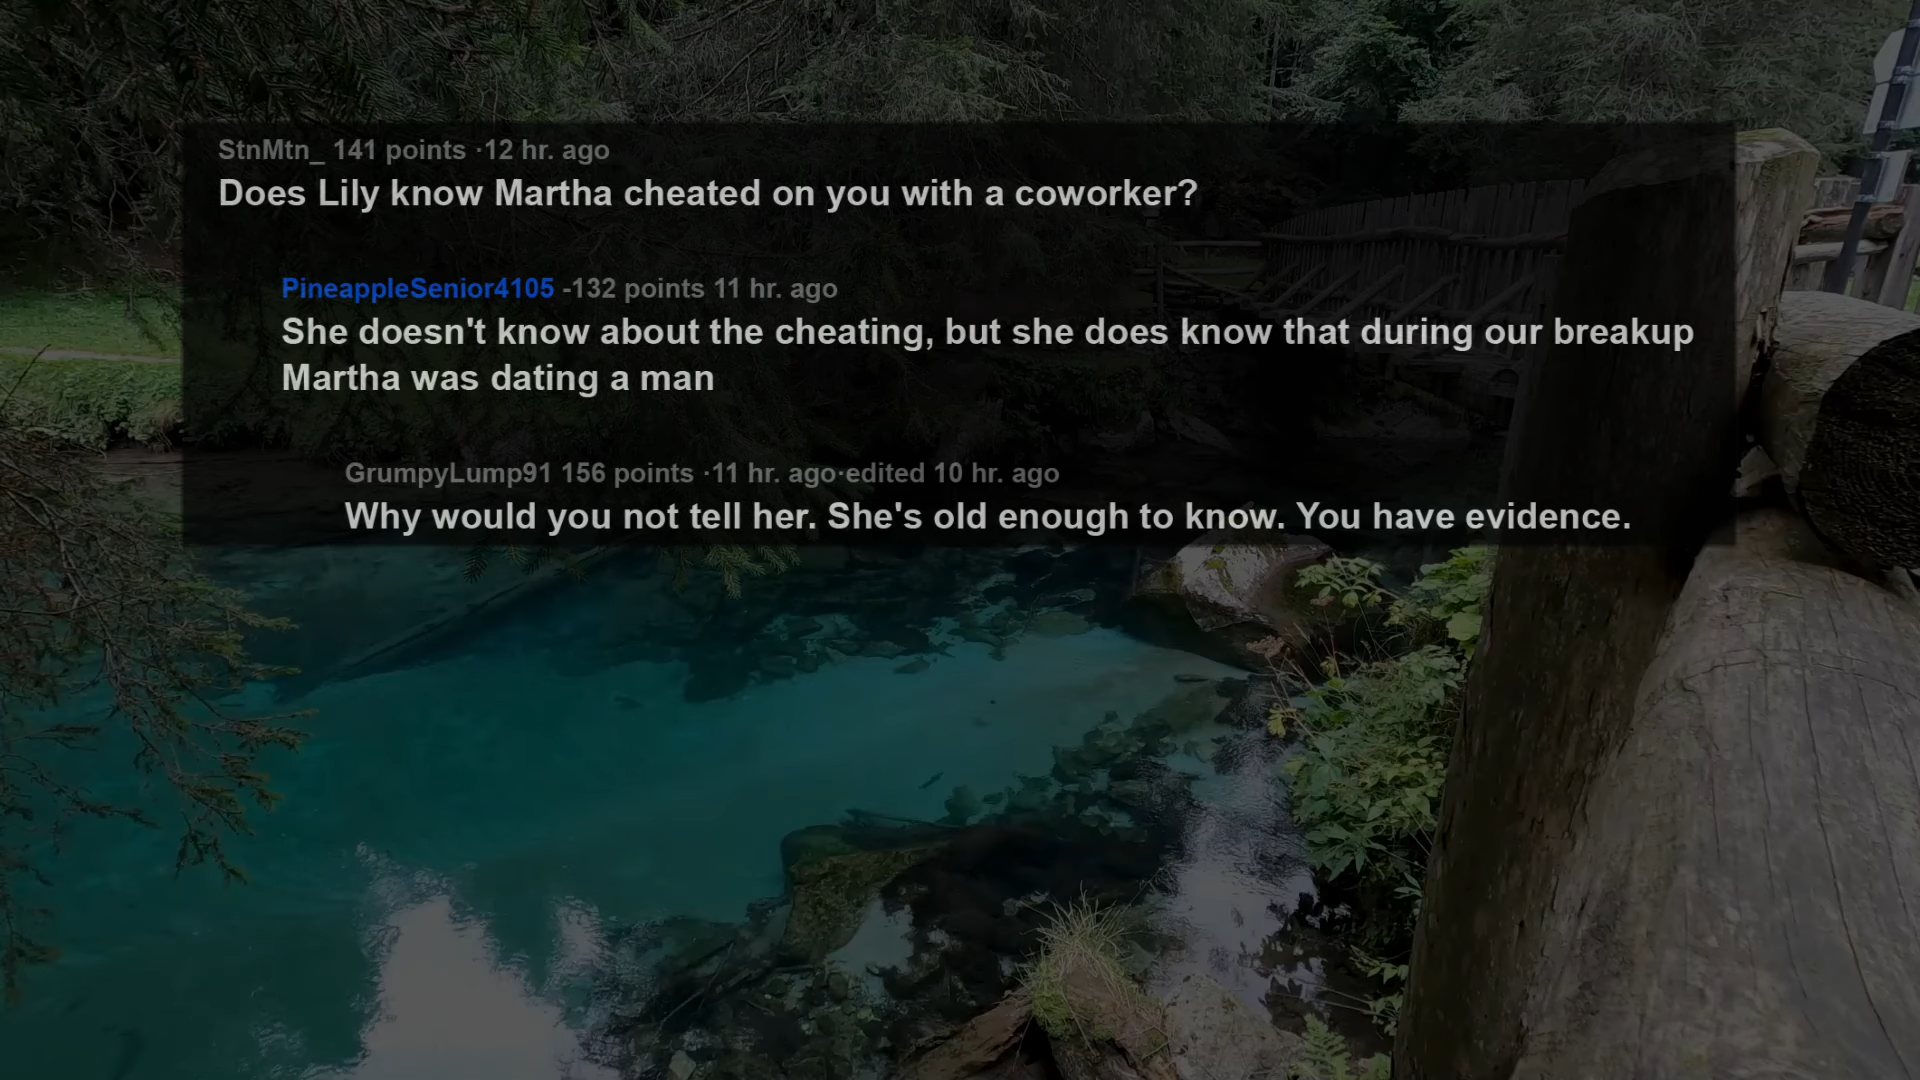 StnMtn_ 141 points ·12 hr. ago
Does Lily know Martha cheated on you with a coworker?
PineappleSenior4105 -132 points 11 hr. ago
She doesn't know about the cheating, but she does know that during our breakup
Martha was dating a man
GrumpyLump91 156 points ·11 hr. ago·edited 10 hr. ago
Why would you not tell her. She's old enough to know. You have evidence.